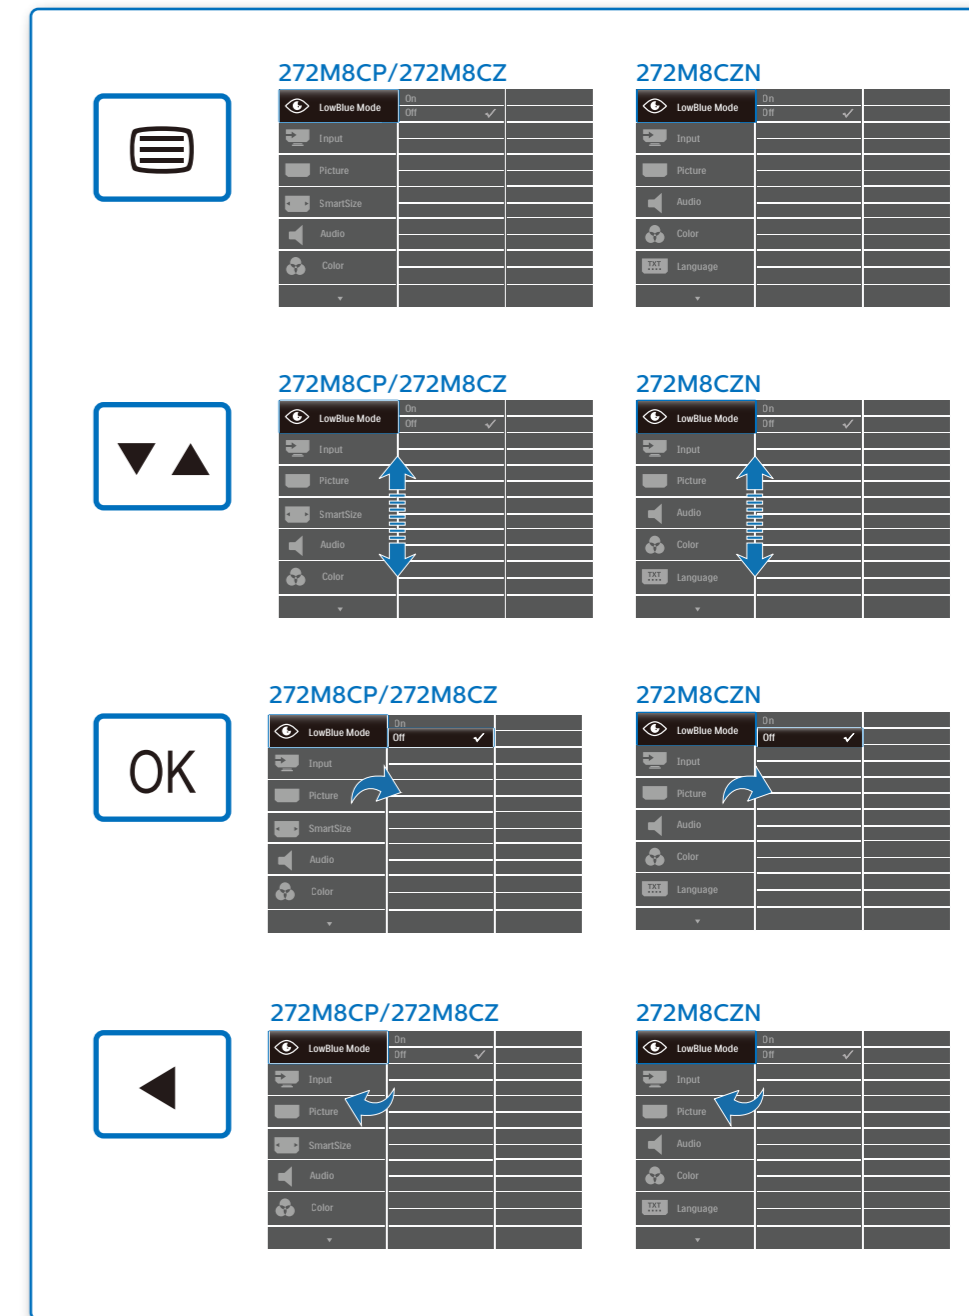 272M8CP/272M8CZ
LowBlue Mode
On
Off
Input
Picture
SmartSize
Audio
Color
272M8CZN
LowBlue Mode
On
Off
Input
Picture
Audio
Color
TXT
Language
272M8CP/272M8CZ
LowBlue Mode
On
Off
Input
Picture
SmartSize
Audio
Color
272M8CZN
LowBlue Mode
On
Off
Input
Picture
Audio
Color
TXT
Language
OK
272M8CP/272M8CZ
LowBlue Mode
On
Off
Input
Picture
SmartSize
Audio
Color
272M8CZN
LowBlue Mode
On
Off
Input
Picture
Audio
Color
TXT
Language
272M8CP/272M8CZ
LowBlue Mode
On
Off
Input
Picture
SmartSize
Audio
Color
272M8CZN
LowBlue Mode
On
Off
Input
Picture
Audio
Color
TXT
Language